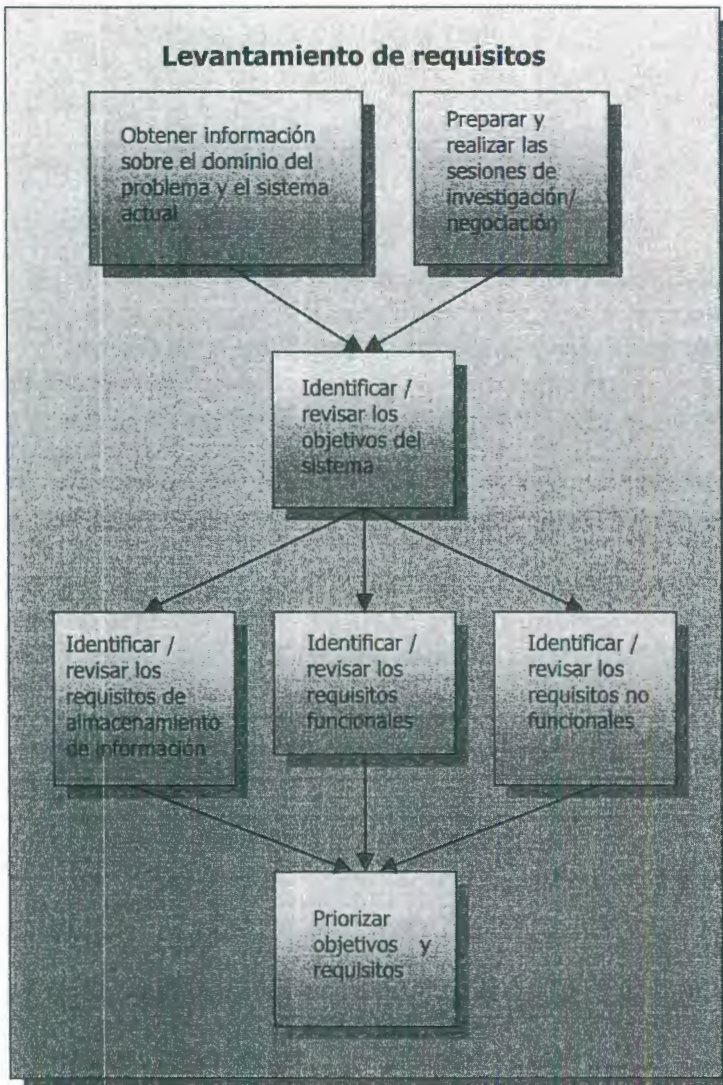 Levantamiento de requisitos
Obtener información
sobre el dominio del
problema y el sistema
actual
Preparar y
realizar las
sesiones de
investigación/
negociación
Identificar /
revisar los
objetivos del
sistema
Identificar /
revisar los
requisitos de
almacenamiento
de información
Identificar /
revisar los
requisitos
funcionales
Identificar /
revisar los
requisitos no
funcionales
Priorizar
objetivos y
requisitos